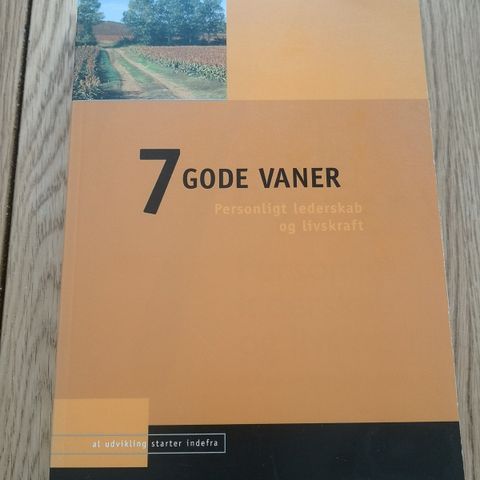 7 GODE VANER
Personligt lederskab
og livskraft
al udvikling starter indefra